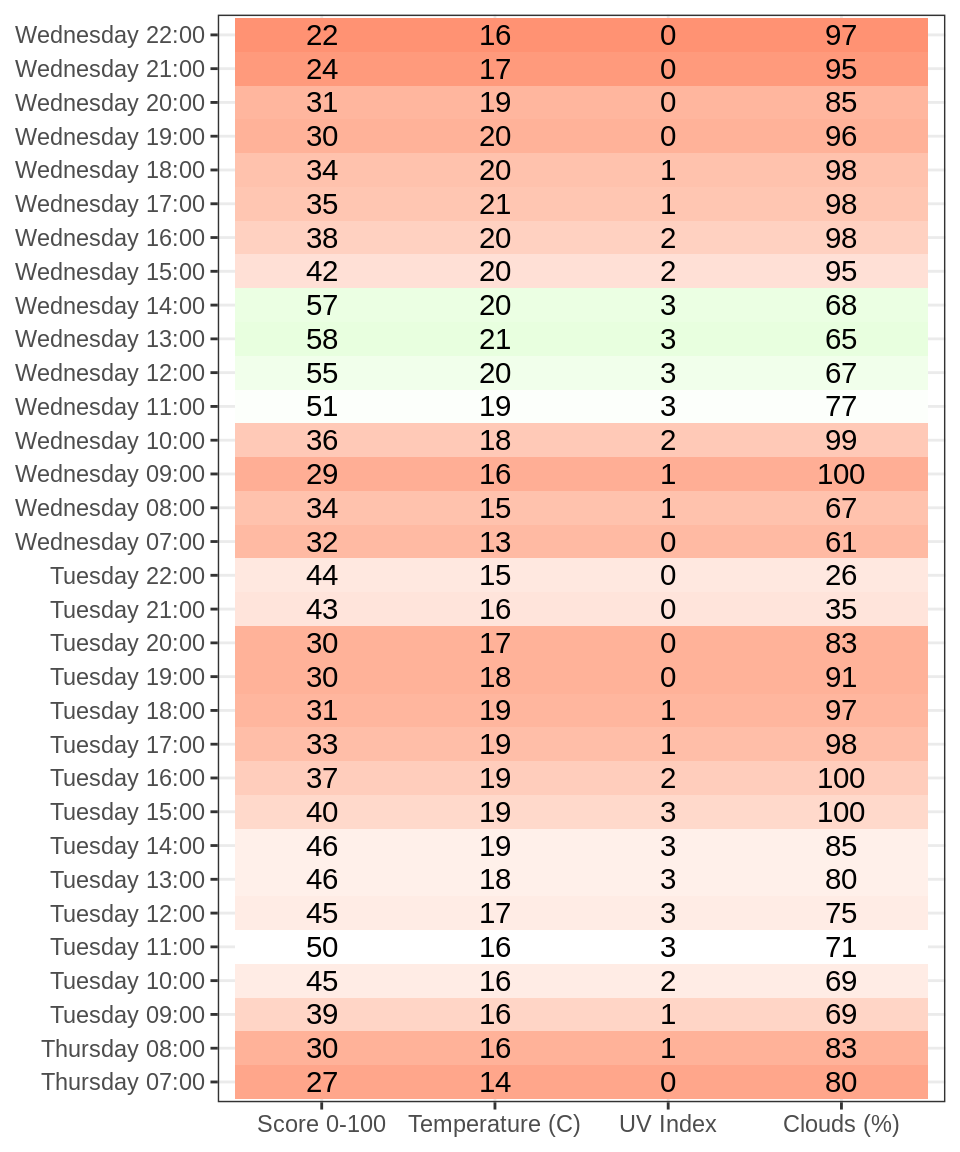 Wednesday 22:00 22 16 0 97
Wednesday 21:00 24 17 0 95
Wednesday 20:00 31 19 0 85
Wednesday 19:00 30 20 0 96
Wednesday 18:00 34 20 1 98
Wednesday 17:00 35 21 1 98
Wednesday 16:00 38 20 2 98
Wednesday 15:00 42 20 2 95
Wednesday 14:00 57 20 3 68
Wednesday 13:00 58 21 3 65
Wednesday 12:00 55 20 3 67
Wednesday 11:00 51 19 3 77
Wednesday 10:00 36 18 2 99
Wednesday 09:00 29 16 1 100
Wednesday 08:00 34 15 1 67
Wednesday 07:00 32 13 0 61
Tuesday 22:00 44 15 0 26
Tuesday 21:00 43 16 0 35
Tuesday 20:00 30 17 0 83
Tuesday 19:00 30 18 0 91
Tuesday 18:00 31 19 1 97
Tuesday 17:00 33 19 1 98
Tuesday 16:00 37 19 2 100
Tuesday 15:00 40 19 3 100
Tuesday 14:00 46 19 3 85
Tuesday 13:00 46 18 3 80
Tuesday 12:00 45 17 3 75
Tuesday 11:00 50 16 3 71
Tuesday 10:00 45 16 2 69
Tuesday 09:00 39 16 1 69
Thursday 08:00 30 16 1 83
Thursday 07:00 27 14 0 80
Score 0-100 Temperature (C) UV Index Clouds (%)